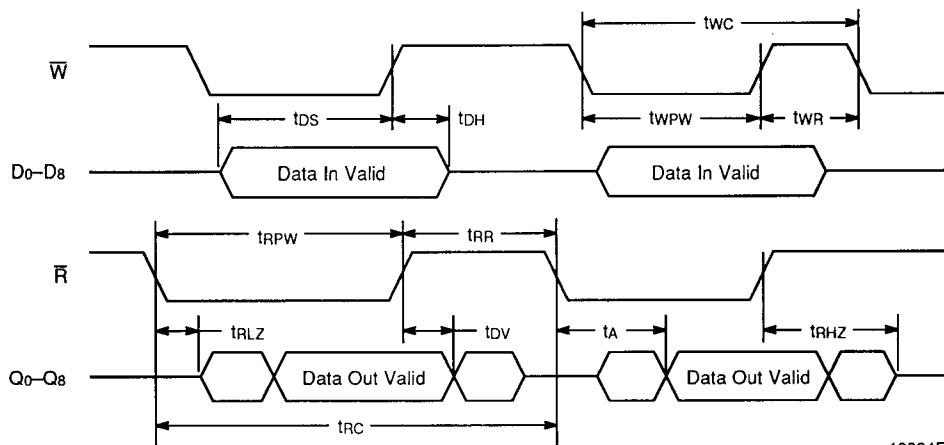 tWC
W̅
tDS
tDH
tWPW
tWR
D0–D8
Data In Valid
Data In Valid
tRPW
tRR
R̅
tRLZ
tDV
tA
tRHZ
Q0–Q8
Data Out Valid
Data Out Valid
tRC